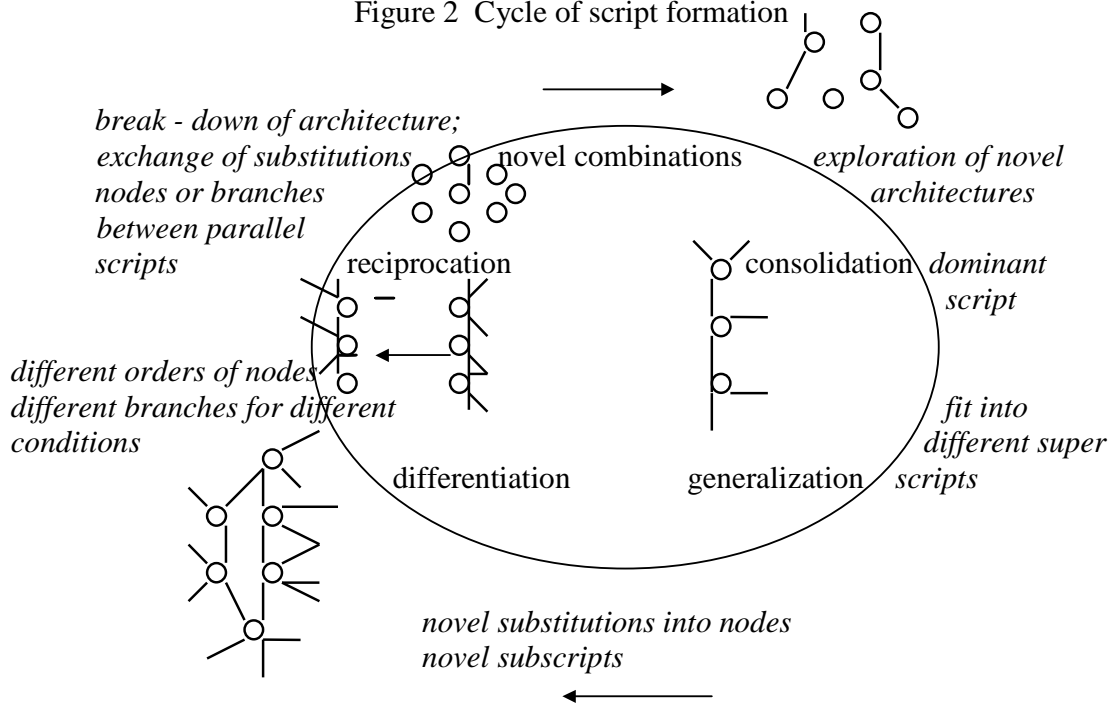 Figure 2 Cycle of script formation
break - down of architecture;
exchange of substitutions
nodes or branches
between parallel
scripts
novel combinations
exploration of novel
architectures
reciprocation
consolidation
dominant
script
different orders of nodes
different branches for different
conditions
fit into
different super
scripts
differentiation
generalization
novel substitutions into nodes
novel subscripts